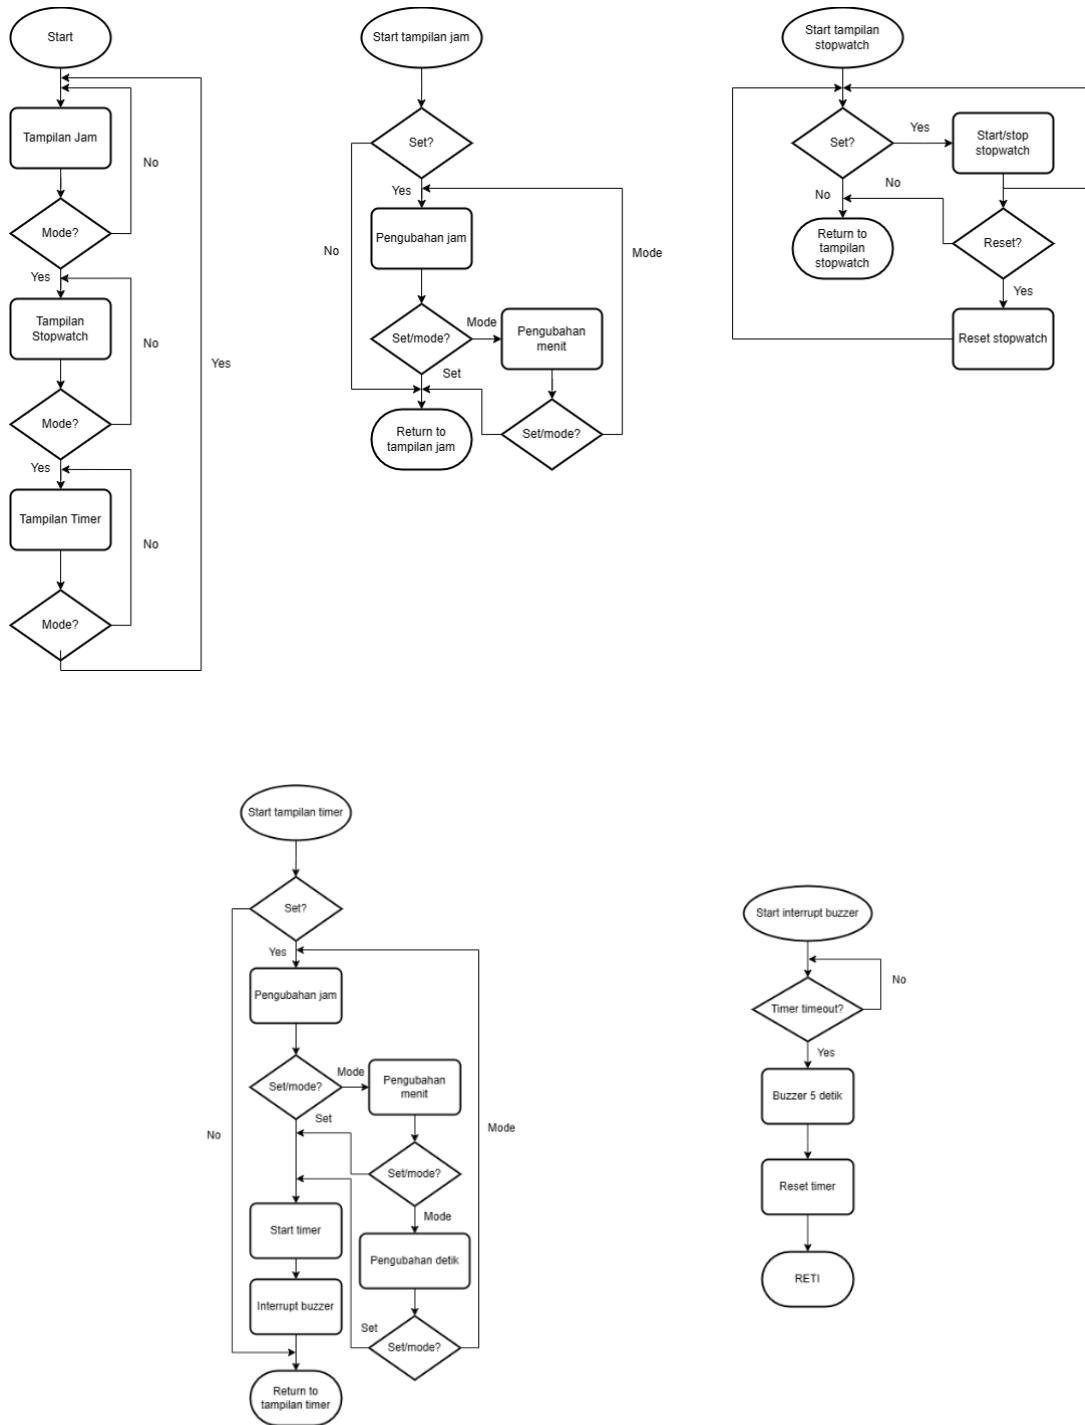 Start
Tampilan Jam
No
Mode?
Yes
Tampilan
Stopwatch
No
Yes
Mode?
Yes
Tampilan Timer
No
Mode?
Start tampilan jam
Set?
Yes
No
Pengubahan jam
Mode
Set/mode?
Mode
Pengubahan
menit
Set
Return to
tampilan jam
Set/mode?
Start tampilan
stopwatch
Set?
Yes
Start/stop
stopwatch
No
No
Return to
tampilan
stopwatch
Reset?
Yes
Reset stopwatch
Start tampilan timer
Set?
Yes
Pengubahan jam
Set/mode?
Mode
Pengubahan
menit
Set
No
Mode
Set/mode?
Mode
Start timer
Pengubahan detik
Interrupt buzzer
Set
Set/mode?
Return to
tampilan timer
Start interrupt buzzer
No
Timer timeout?
Yes
Buzzer 5 detik
Reset timer
RETI